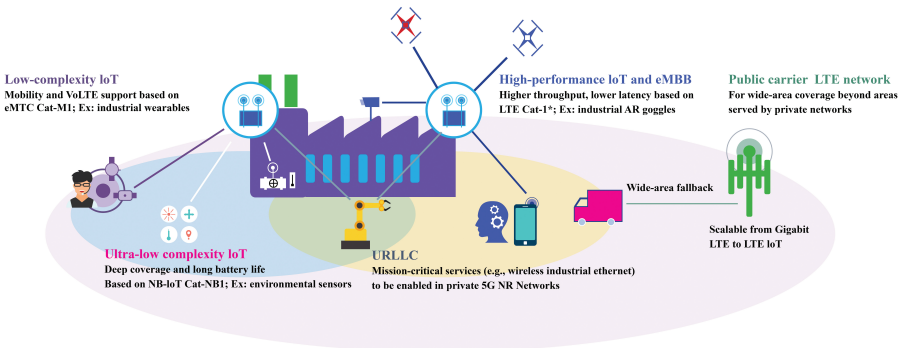 Low-complexity IoT
Mobility and VoLTE support based on
eMTC Cat-M1; Ex: industrial wearables
High-performance IoT and eMBB
Higher throughput, lower latency based on
LTE Cat-1*; Ex: industrial AR goggles
Public carrier LTE network
For wide-area coverage beyond areas
served by private networks
Wide-area fallback
Scalable from Gigabit
LTE to LTE IoT
Ultra-low complexity IoT
Deep coverage and long battery life
Based on NB-IoT Cat-NB1; Ex: environmental sensors
URLLC
Mission-critical services (e.g., wireless industrial ethernet)
to be enabled in private 5G NR Networks